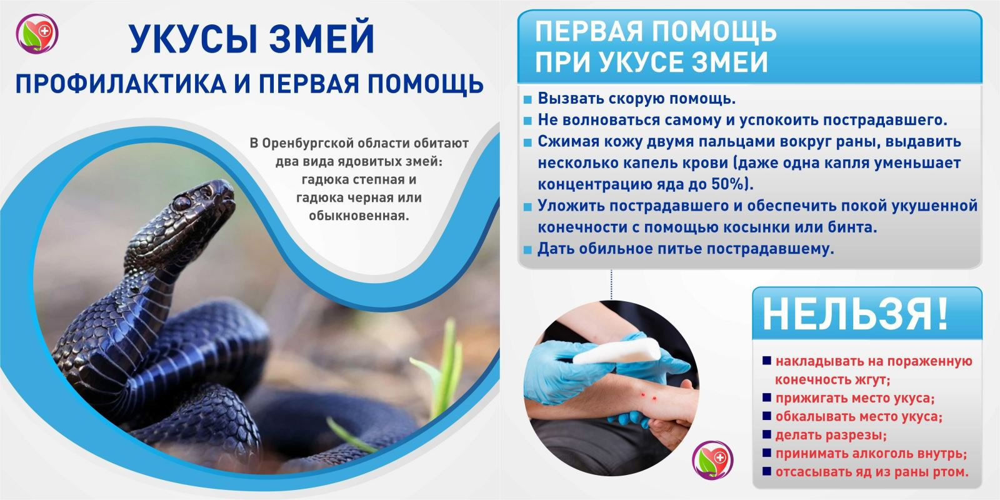 УКУСЫ ЗМЕЙ
ПРОФИЛАКТИКА И ПЕРВАЯ ПОМОЩЬ
В Оренбургской области обитают
два вида ядовитых змей:
гадюка степная и
гадюка черная или
обыкновенная.
ПЕРВАЯ ПОМОЩЬ
ПРИ УКУСЕ ЗМЕИ
Вызвать скорую помощь.
Не волноваться самому и успокоить пострадавшего.
Сжимая кожу двумя пальцами вокруг раны, выдавить
несколько капель крови (даже одна капля уменьшает
концентрацию яда до 50%).
Уложить пострадавшего и обеспечить покой укушенной
конечности с помощью косынки или бинта.
Дать обильное питье пострадавшему.
НЕЛЬЗЯ!
накладывать на пораженную
конечность жгут;
прижигать место укуса;
обкалывать место укуса;
делать разрезы;
принимать алкоголь внутрь;
отсасывать яд из раны ртом.